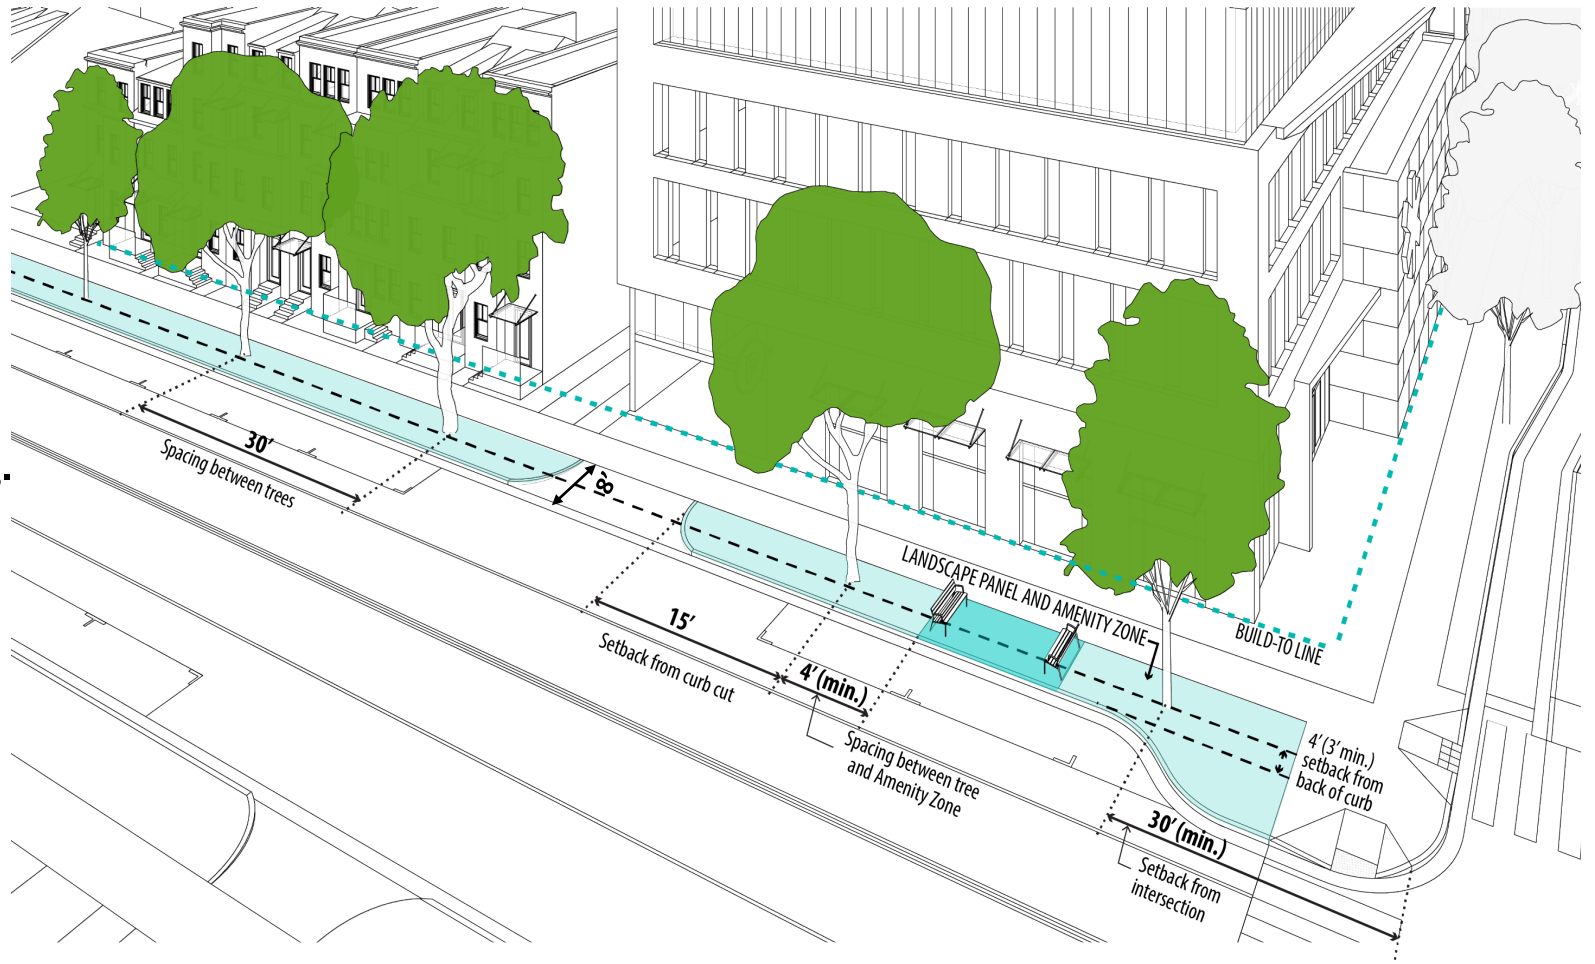 30’
Spacing between trees
8’
15’
Setback from curb cut
4’ (min.)
Spacing between tree
and Amenity Zone
LANDSCAPE PANEL AND AMENITY ZONE
BUILD-TO LINE
4’ (3’ min.)
setback from
back of curb
30’ (min.)
Setback from
intersection